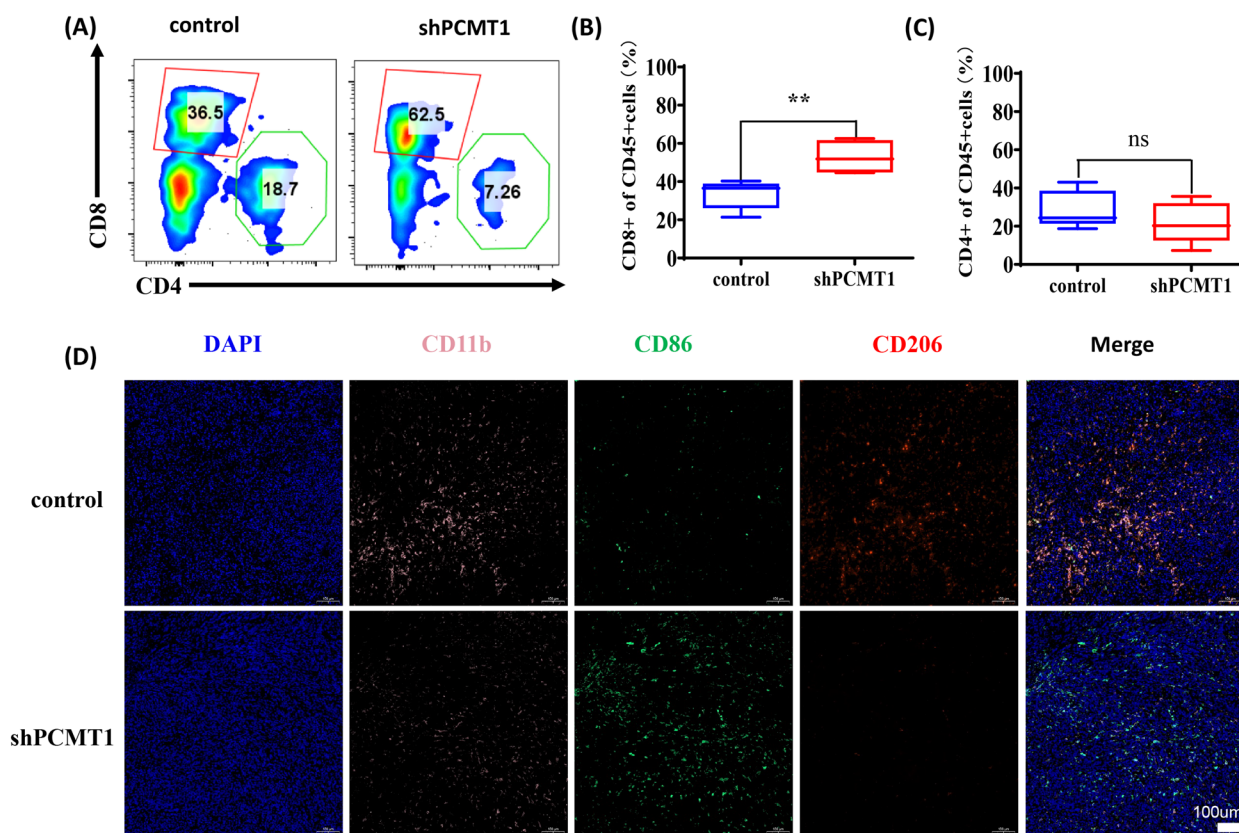 (A)
control
shPCMT1
CD8
36.5
18.7
62.5
7.26
CD4
(B)
CD8+ of CD45+cells (%)
100
80
60
40
20
0
**
control
shPCMT1
(C)
CD4+ of CD45+cells (%)
100
80
60
40
20
0
ns
control
shPCMT1
(D)
DAPI
CD11b
CD86
CD206
Merge
control
shPCMT1
100um